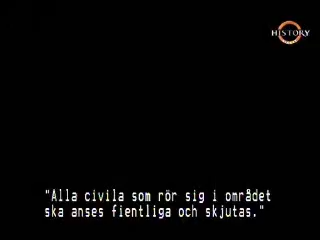 HISTORY
"Alla civila som rör sig i området
ska anses fientliga och skjutas."